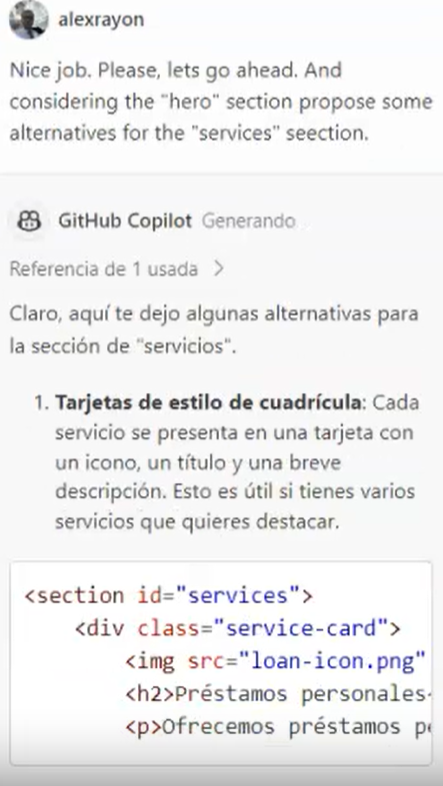 alexrayon
Nice job. Please, lets go ahead. And
considering the "hero" section propose some
alternatives for the "services" seection.
GitHub Copilot Generando
Referencia de 1 usada >
Claro, aquí te dejo algunas alternativas para
la sección de "servicios".
1. Tarjetas de estilo de cuadrícula: Cada
servicio se presenta en una tarjeta con
un icono, un título y una breve
descripción. Esto es útil si tienes varios
servicios que quieres destacar.
<section id="services">
<div class="service-card">
<img src="loan-icon.png"
<h2>Préstamos personales
<p>Ofrecemos préstamos